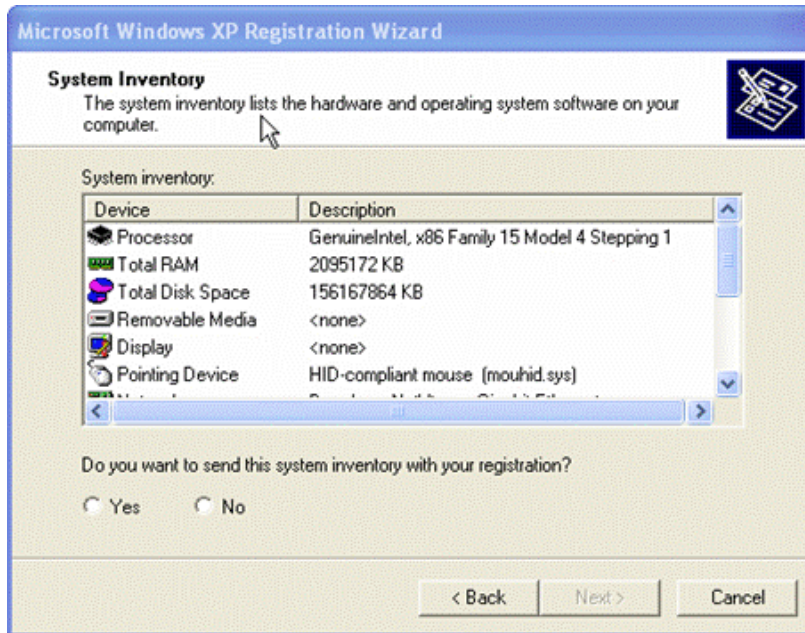 Microsoft Windows XP Registration Wizard
System Inventory
The system inventory lists the hardware and operating system software on your
computer.
System inventory:
Device Description
Processor GenuineIntel, x86 Family 15 Model 4 Stepping 1
Total RAM 2095172 KB
Total Disk Space 156167864 KB
Removable Media <none>
Display <none>
Pointing Device HID-compliant mouse (mouhid.sys)
Do you want to send this system inventory with your registration?
Yes No
< Back Next > Cancel